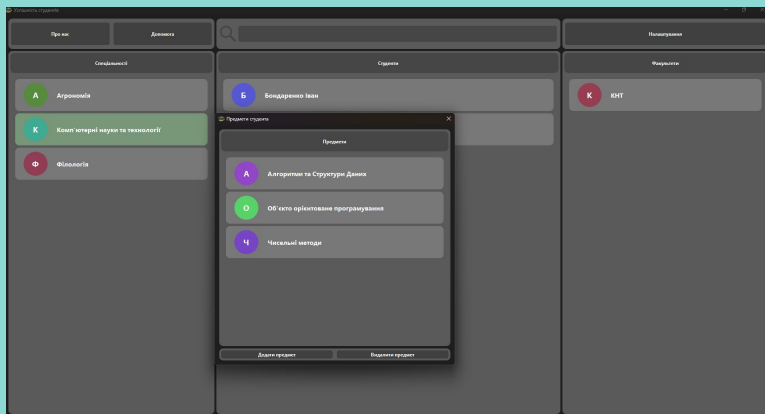 Успішність студентів
Про нас
Допомога
Налаштування
Спеціальності
Студенти
Факультети
А Агрономія
К Комп'ютерні науки та технології
Ф Філологія
Б Бондаренко Іван
К КНТ
Предмети студента
Предмети
А Алгоритми та Структури Даних
О Об'єкто орієнтоване програмування
Ч Чисельні методи
Додати предмет
Видалити предмет